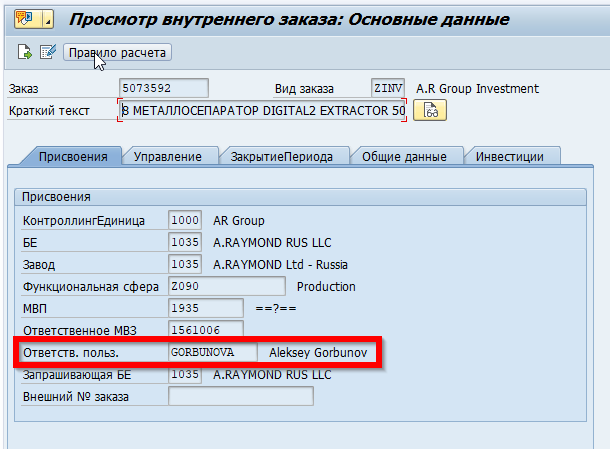 Просмотр внутреннего заказа: Основные данные
Правило расчета
Заказ 5073592 Вид заказа ZINV A.R Group Investment
Краткий текст 8 МЕТАЛЛОСЕПАРАТОР DIGITAL2 EXTRACTOR 50
Присвоения Управление ЗакрытиеПериода Общие данные Инвестиции
Присвоения
КонтроллингЕдиница 1000 AR Group
БЕ 1035 A.RAYMOND RUS LLC
Завод 1035 A.RAYMOND Ltd - Russia
Функциональная сфера Z090 Production
МВП 1935 ==?==
Ответственное МВЗ 1561006
Ответств. польз. GORBUNOVA Aleksey Gorbunov
Запрашивающая БЕ 1035 A.RAYMOND RUS LLC
Внешний № заказа